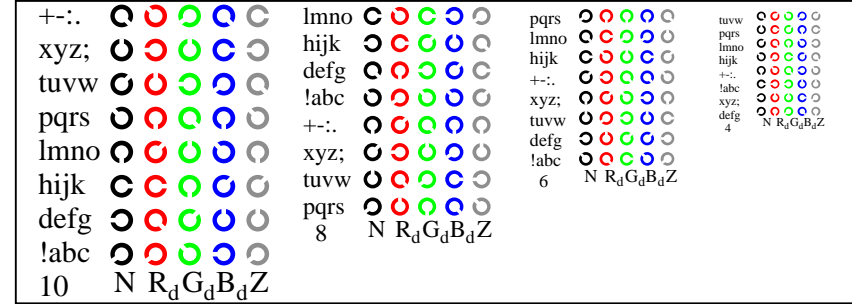 +-:.
xyz;
tuvw
pqrs
lmno
hijk
defg
!abc
10 N RdGdBdZ
lmno
hijk
defg
!abc
+-:.
xyz;
tuvw
pqrs
8 N RdGdBdZ
pqrs
lmno
hijk
+-:.
xyz;
tuvw
defg
!abc
6 N RdGdBdZ
tuvw
pqrs
lmno
hijk
+-:.
!abc
xyz;
defg
4 N RdGdBdZ